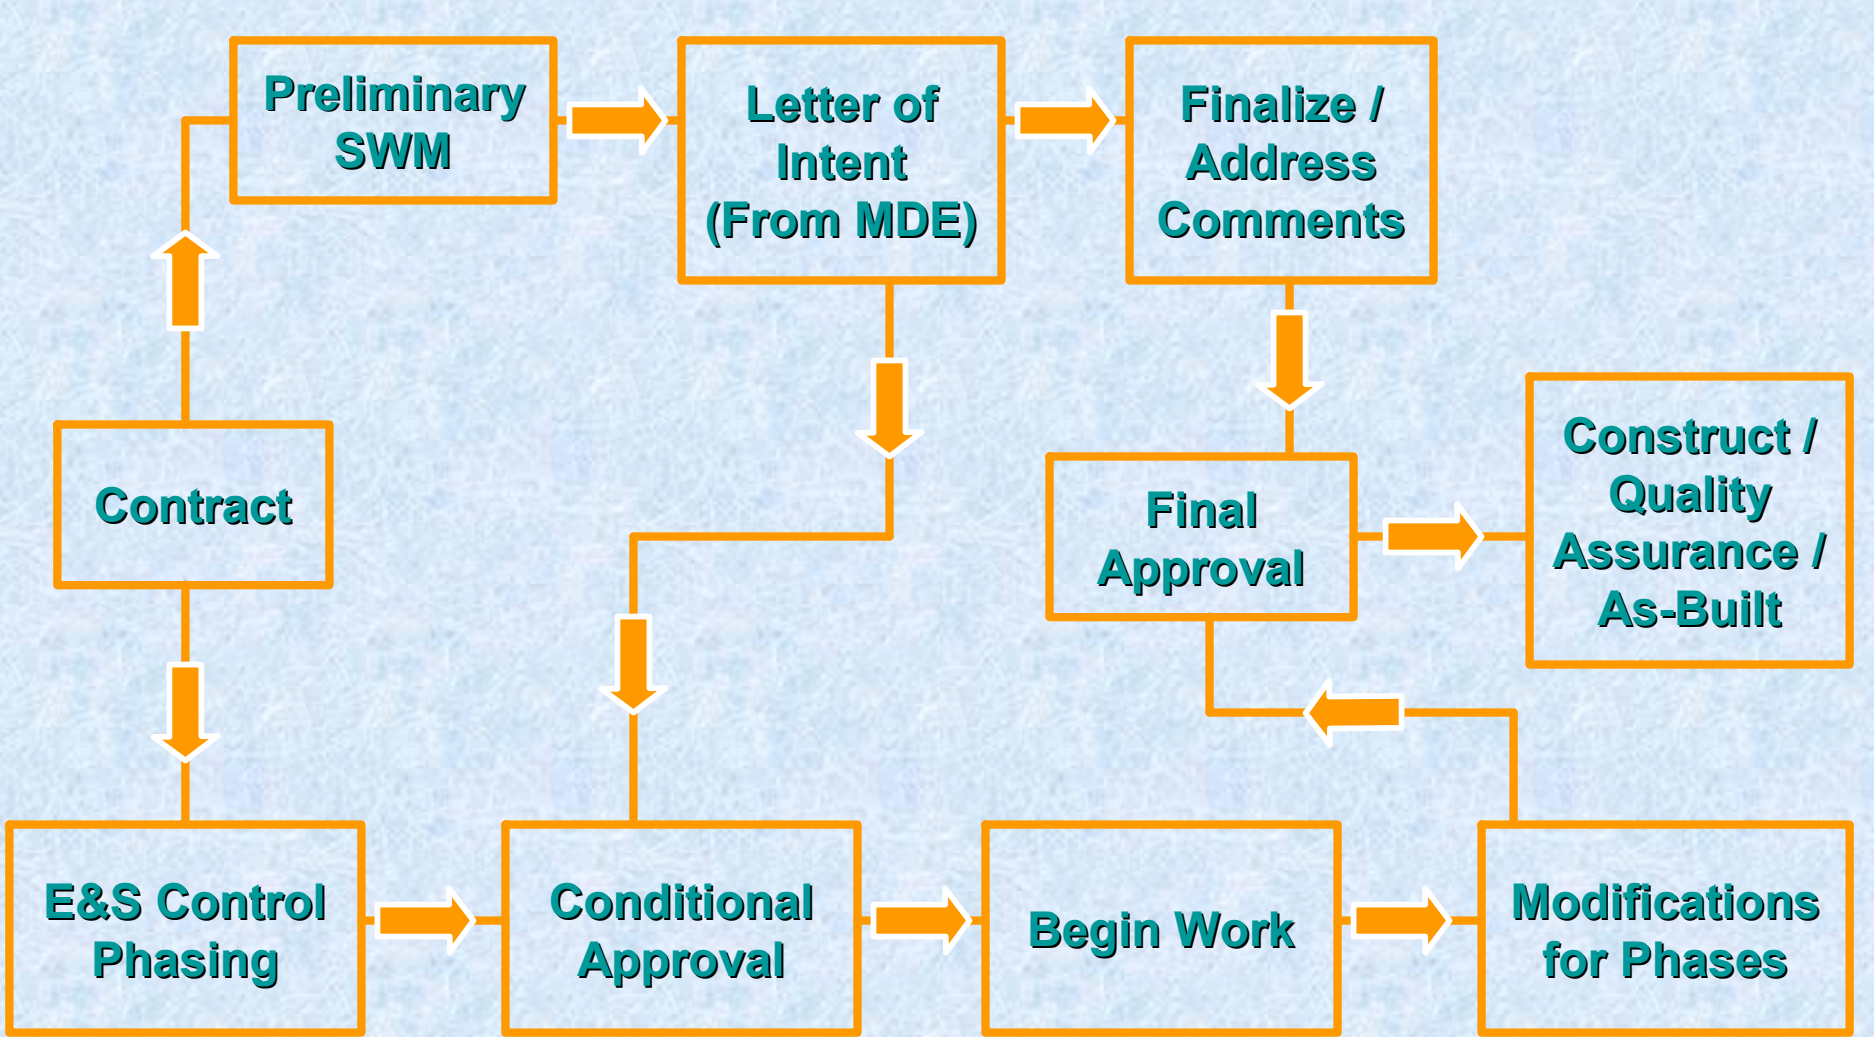 Preliminary
SWM
Letter of
Intent
(From MDE)
Finalize /
Address
Comments
Contract
Final
Approval
Construct /
Quality
Assurance /
As-Built
E&S Control
Phasing
Conditional
Approval
Begin Work
Modifications
for Phases